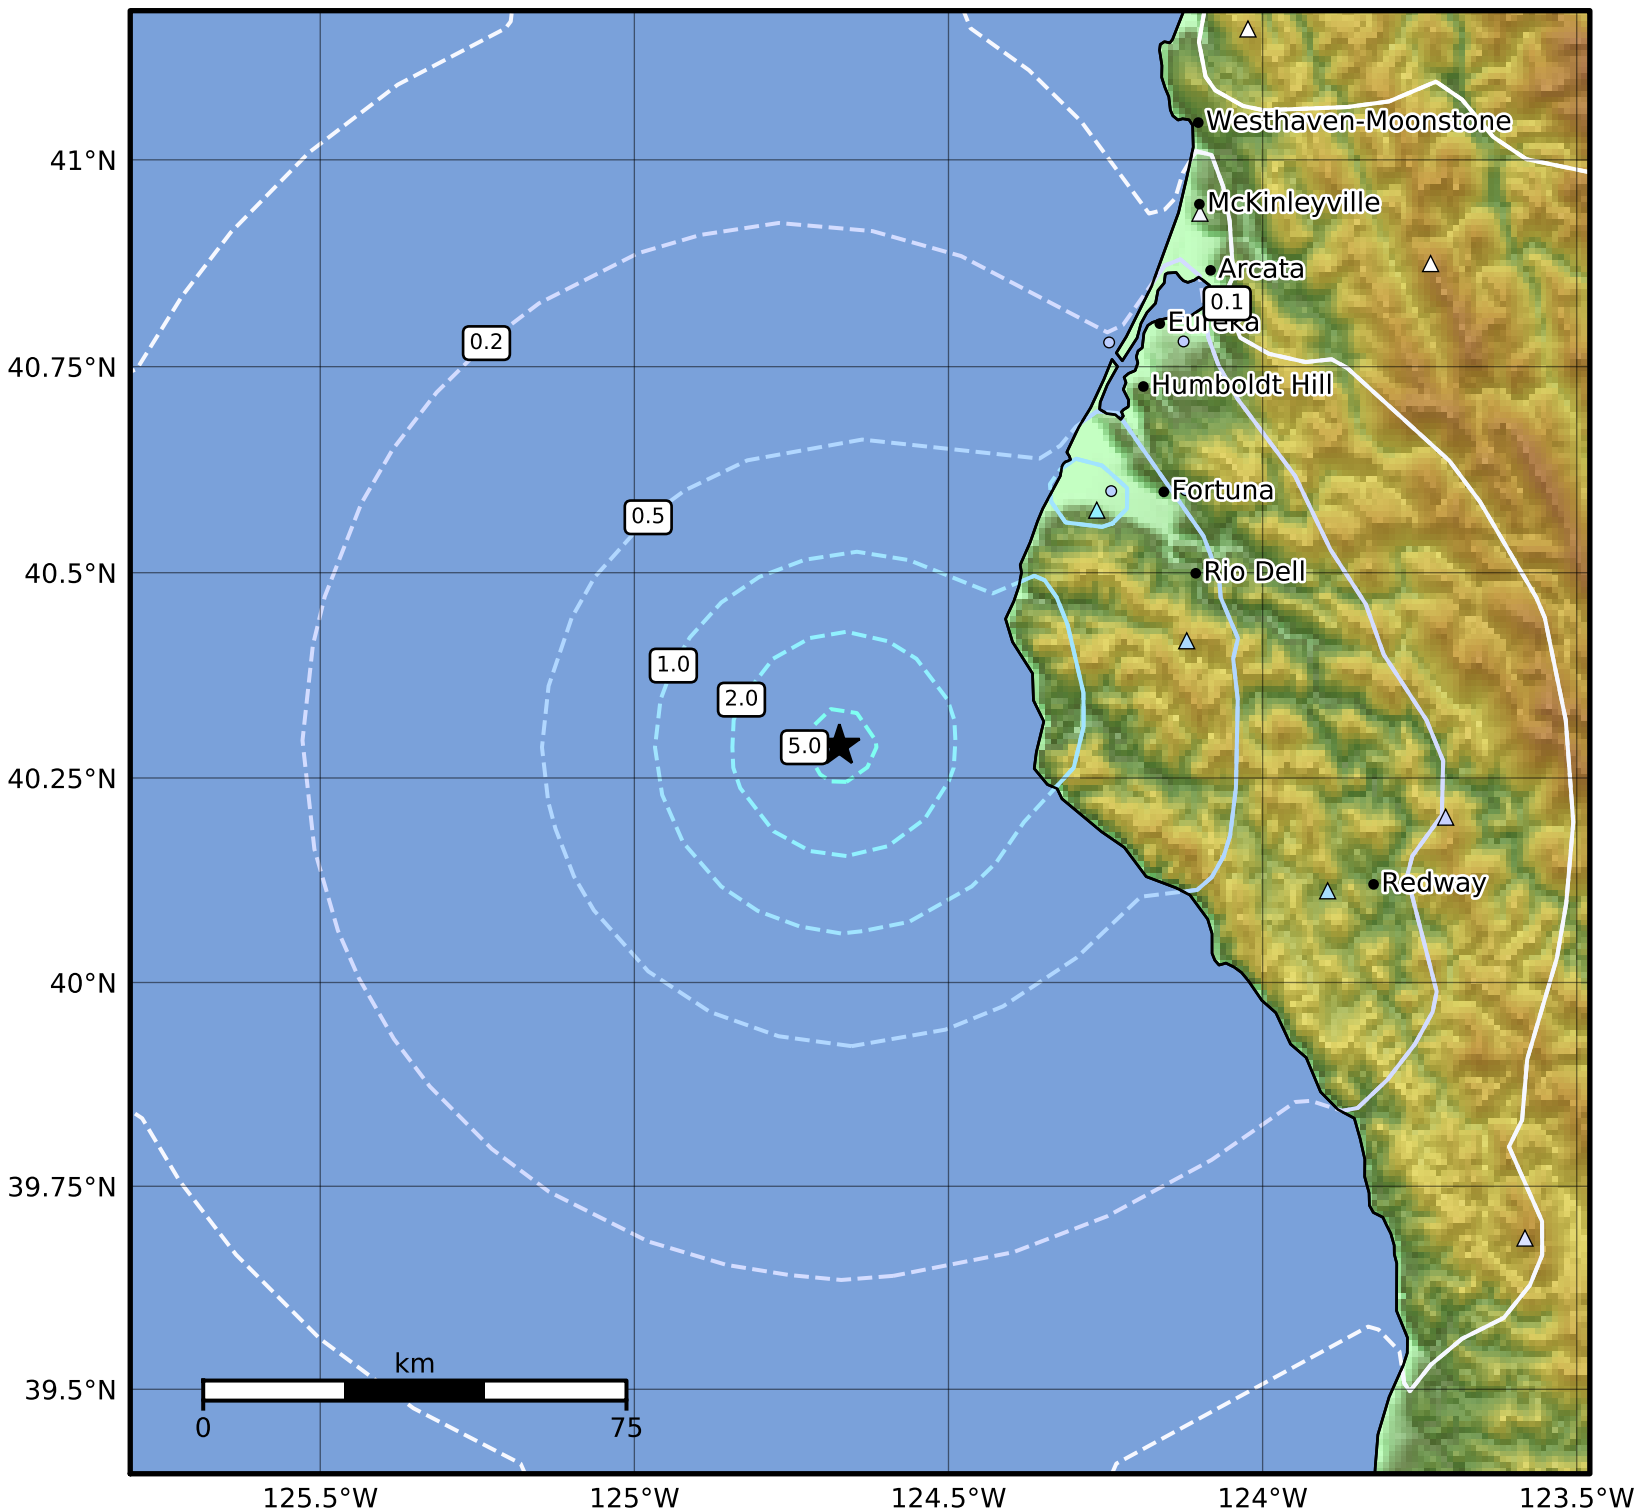 Westhaven-Moonstone
41°N
McKinleyville
Arcata
0.1
Eureka
0.2
40.75°N
Humboldt Hill
Fortuna
0.5
40.5°N
Rio Dell
1.0
2.0
5.0
40.25°N
Redway
40°N
39.75°N
km
39.5°N
0
75
125.5°W
125°W
124.5°W
124°W
123.5°W